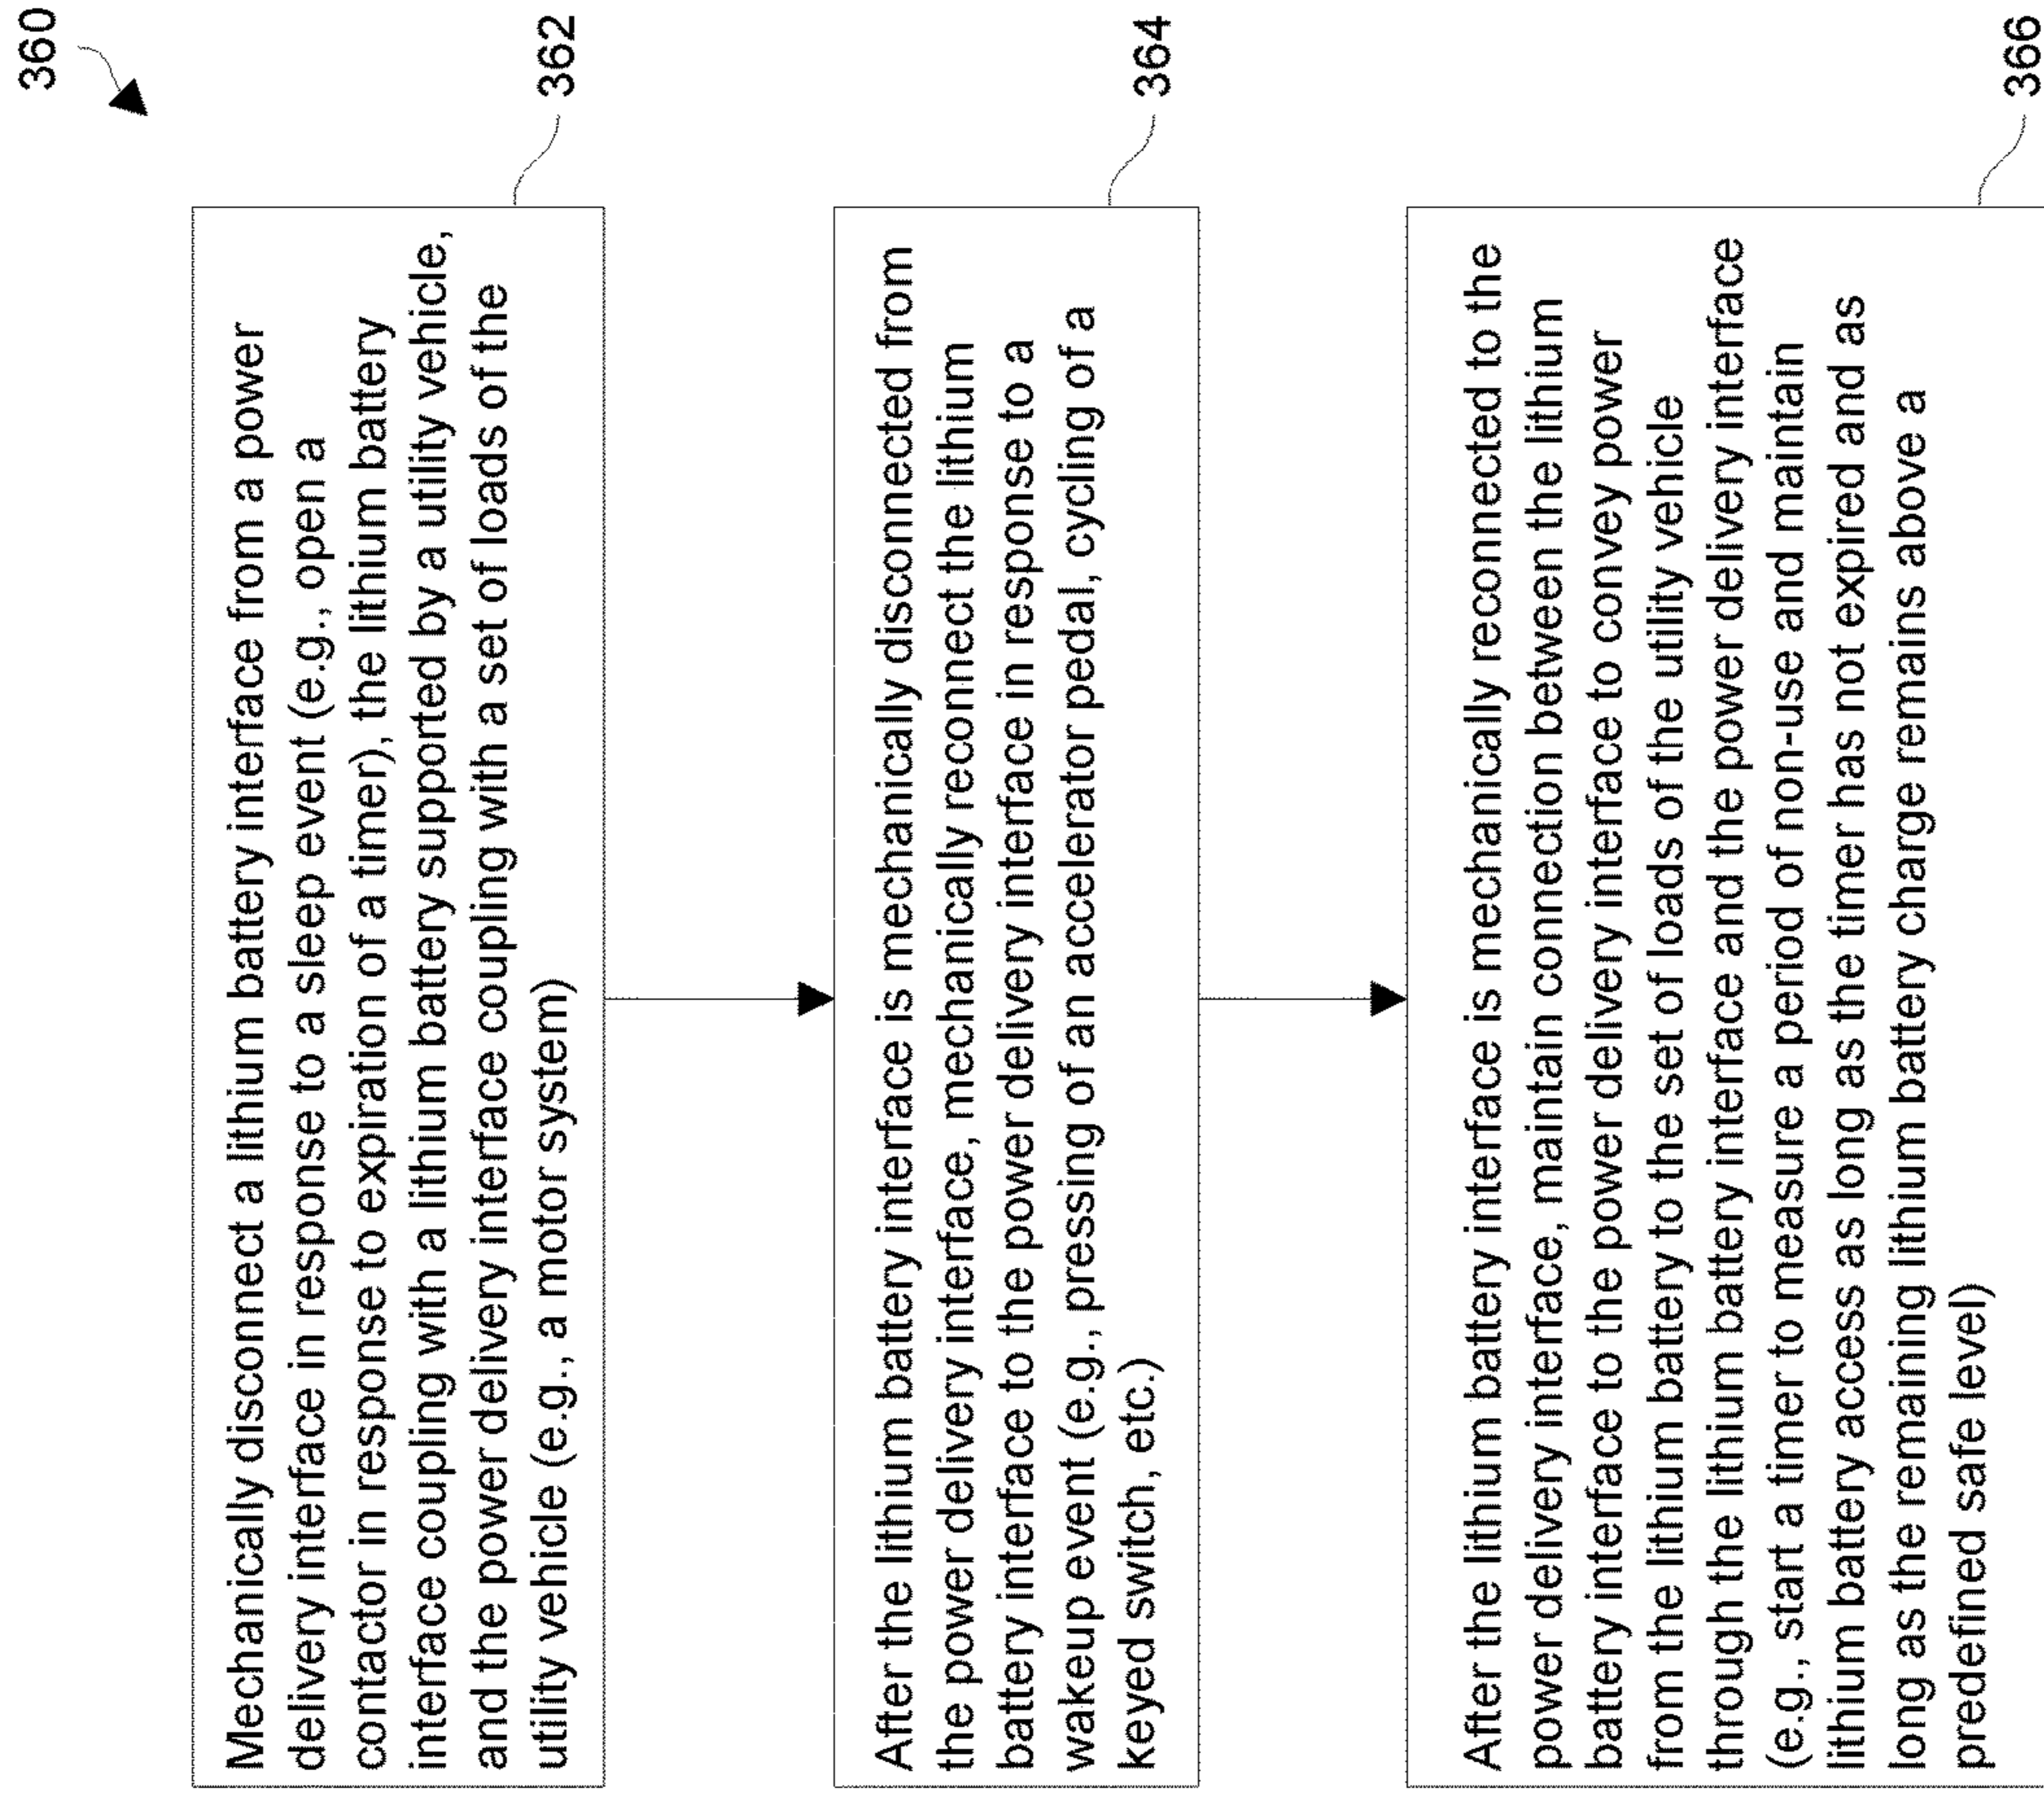 360
Mechanically disconnect a lithium battery interface from a power
delivery interface in response to a sleep event (e.g., open a
contactor in response to expiration of a timer), the lithium battery
interface coupling with a lithium battery supported by a utility vehicle,
and the power delivery interface coupling with a set of loads of the
utility vehicle (e.g., a motor system)
362
After the lithium battery interface is mechanically disconnected from
the power delivery interface, mechanically reconnect the lithium
battery interface to the power delivery interface in response to a
wakeup event (e.g., pressing of an accelerator pedal, cycling of a
keyed switch, etc.)
364
After the lithium battery interface is mechanically reconnected to the
power delivery interface, maintain connection between the lithium
battery interface to the power delivery interface to convey power
from the lithium battery to the set of loads of the utility vehicle
through the lithium battery interface and the power delivery interface
(e.g., start a timer to measure a period of non-use and maintain
lithium battery access as long as the timer has not expired and as
long as the remaining lithium battery charge remains above a
predefined safe level)
366